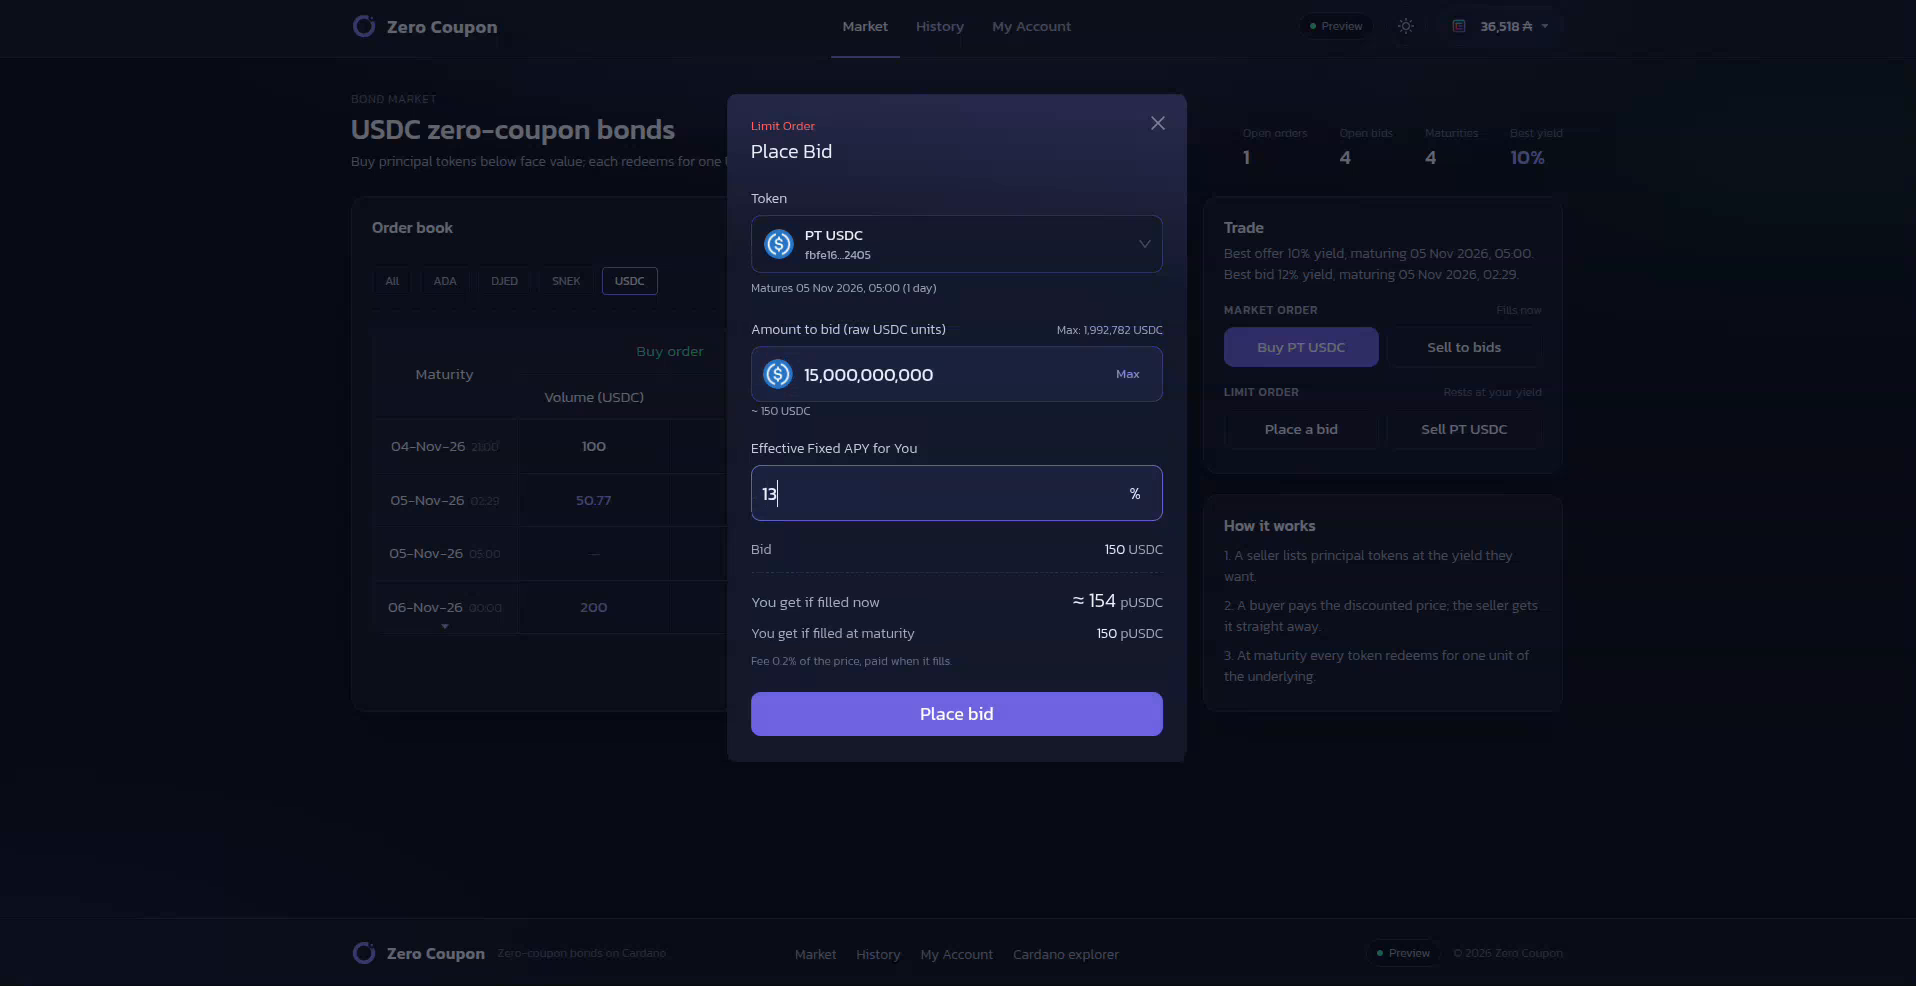 Zero Coupon
Market
History
My Account
Preview
36,518 ₳
BOND MARKET
USDC zero-coupon bonds
Buy principal tokens below face value; each redeems for one
Open orders
1
Open bids
4
Maturities
4
Best yield
10%
Order book
All
ADA
DJED
SNEK
USDC
Maturity
Buy order
Volume (USDC)
04-Nov-26 21:00
100
05-Nov-26 02:29
50.77
05-Nov-26 05:00
—
06-Nov-26 00:00
200
Limit Order
Place Bid
Token
PT USDC
fbfe16...2405
Matures 05 Nov 2026, 05:00 (1 day)
Amount to bid (raw USDC units)
Max: 1,992,782 USDC
15,000,000,000
Max
~ 150 USDC
Effective Fixed APY for You
13
%
Bid
150 USDC
You get if filled now
≈ 154 pUSDC
You get if filled at maturity
150 pUSDC
Fee 0.2% of the price, paid when it fills.
Place bid
Trade
Best offer 10% yield, maturing 05 Nov 2026, 05:00.
Best bid 12% yield, maturing 05 Nov 2026, 02:29.
MARKET ORDER
Fills now
Buy PT USDC
Sell to bids
LIMIT ORDER
Rests at your yield
Place a bid
Sell PT USDC
How it works
1. A seller lists principal tokens at the yield they
want.
2. A buyer pays the discounted price; the seller gets
it straight away.
3. At maturity every token redeems for one unit of
the underlying.
Zero Coupon
Zero-coupon bonds on Cardano
Market
History
My Account
Cardano explorer
Preview
© 2026 Zero Coupon